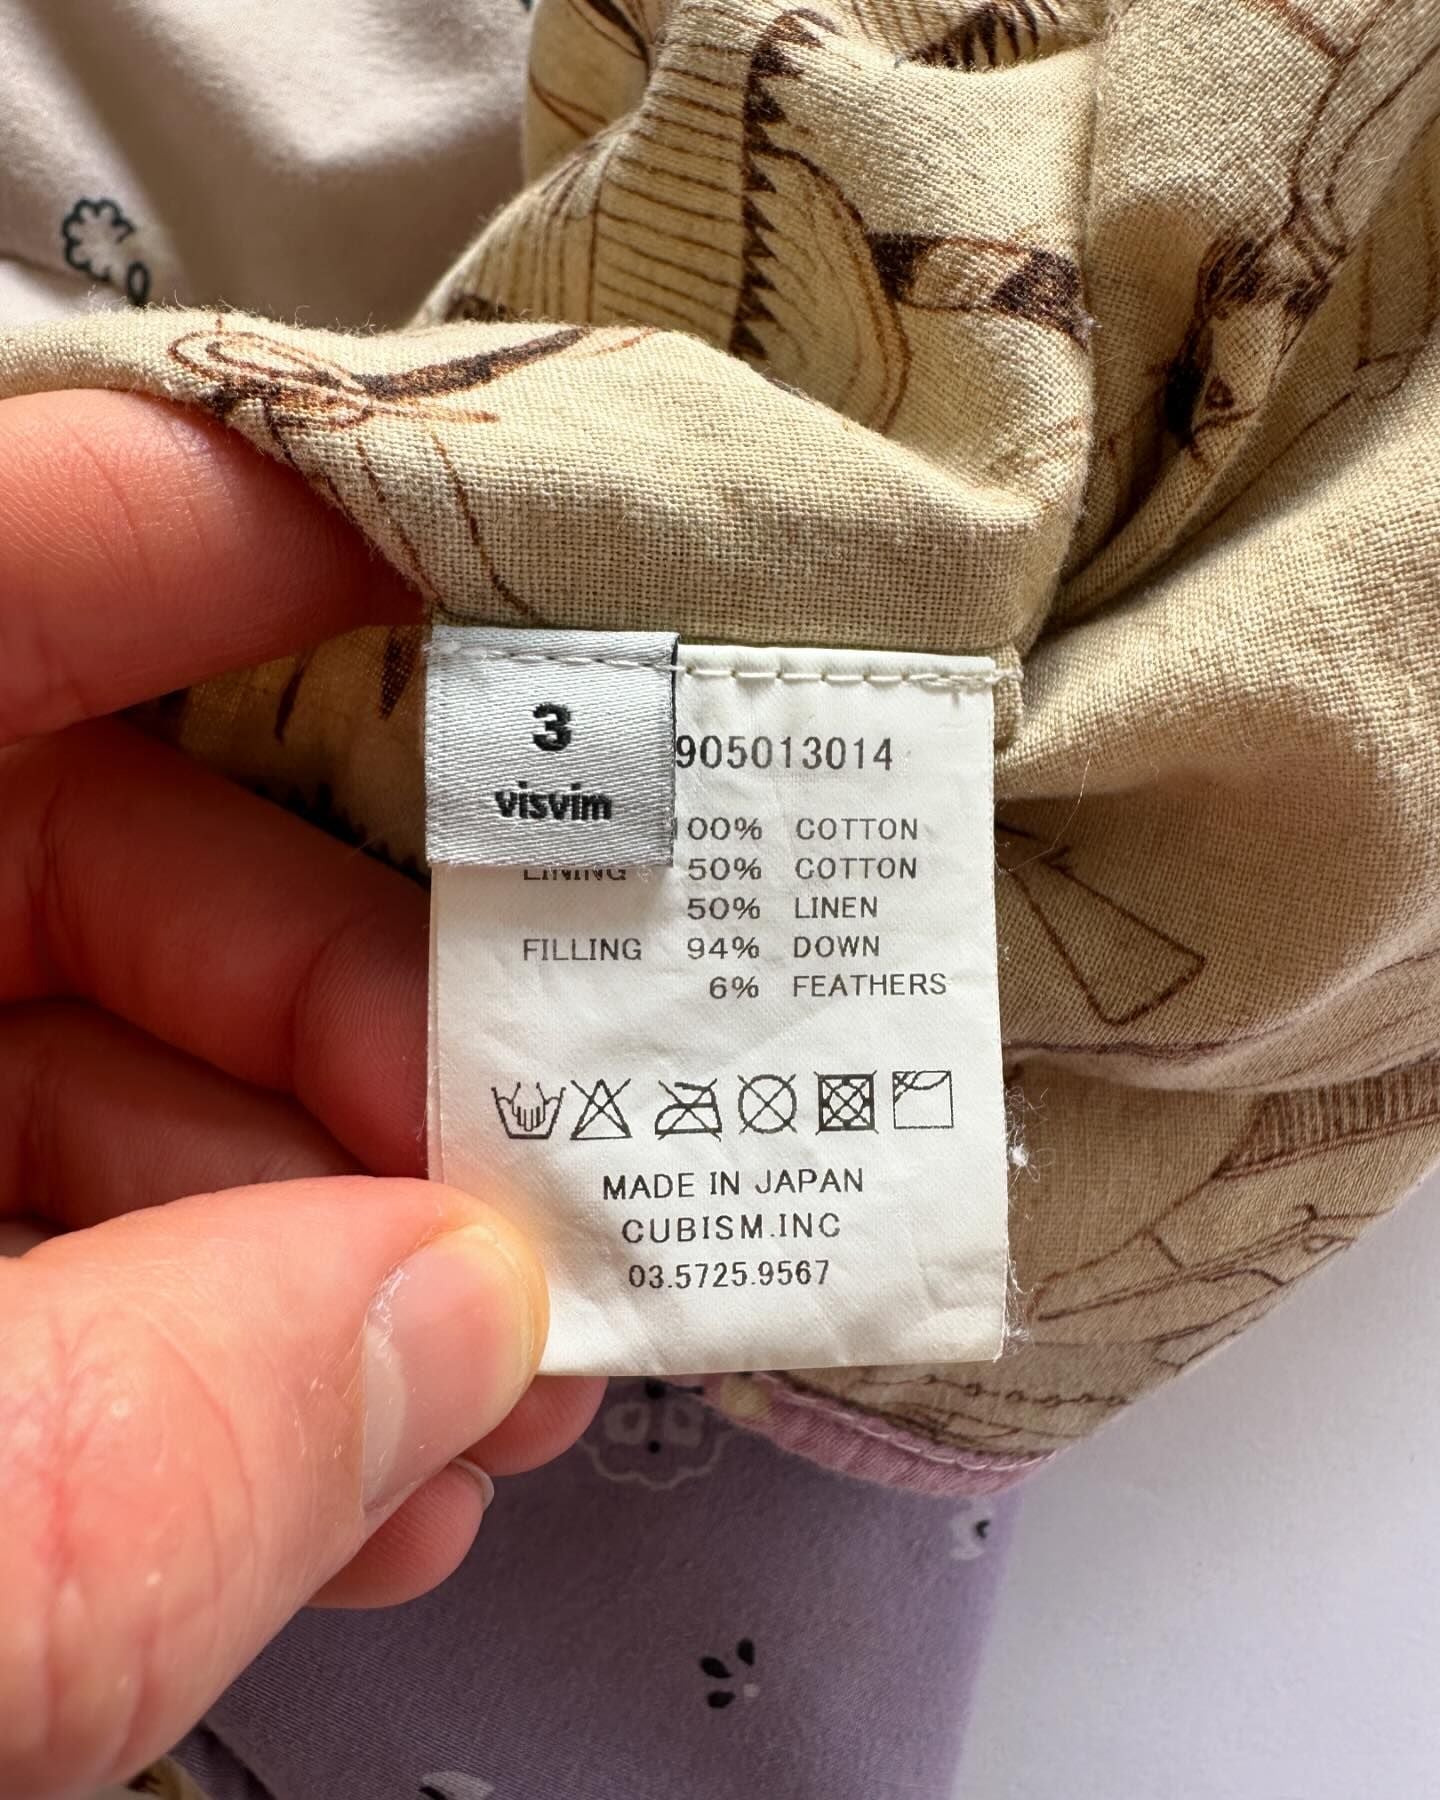 3
visvim
905013014
100% COTTON
LINING 50% COTTON
50% LINEN
FILLING 94% DOWN
6% FEATHERS
MADE IN JAPAN
CUBISM.INC
03.5725.9567